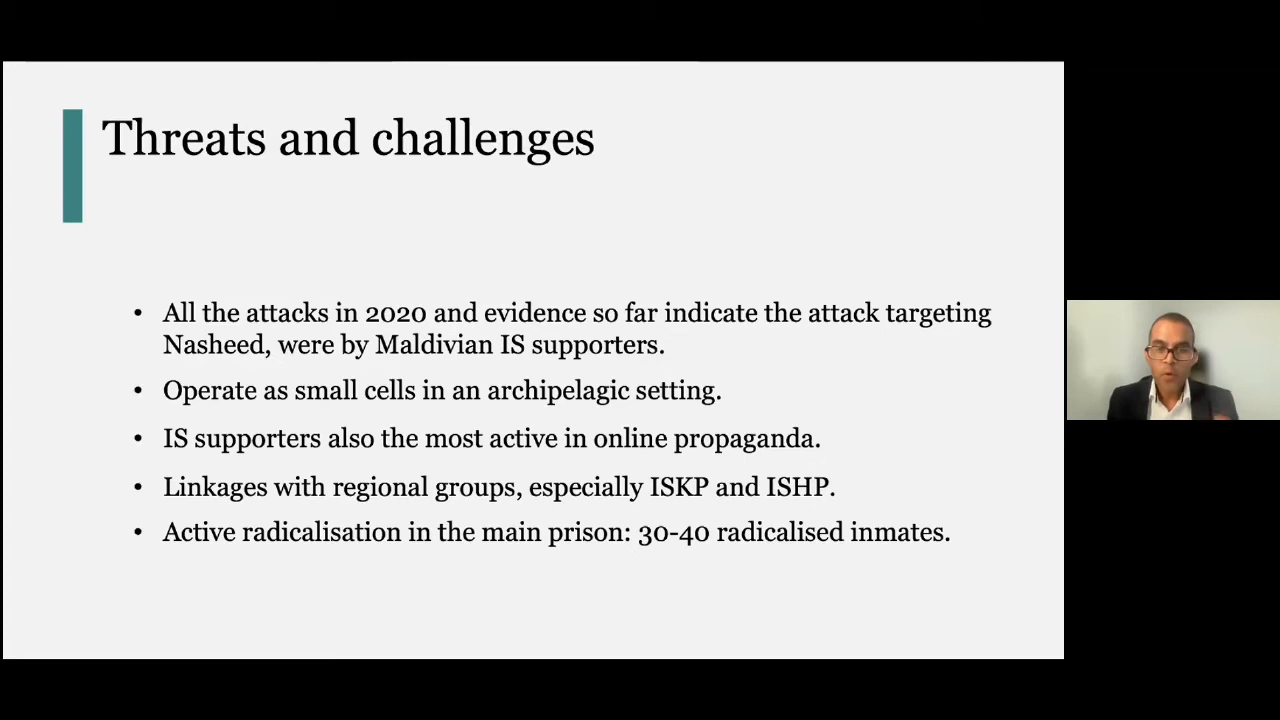 Threats and challenges
• All the attacks in 2020 and evidence so far indicate the attack targeting
Nasheed, were by Maldivian IS supporters.
• Operate as small cells in an archipelagic setting.
• IS supporters also the most active in online propaganda.
• Linkages with regional groups, especially ISKP and ISHP.
• Active radicalisation in the main prison: 30-40 radicalised inmates.